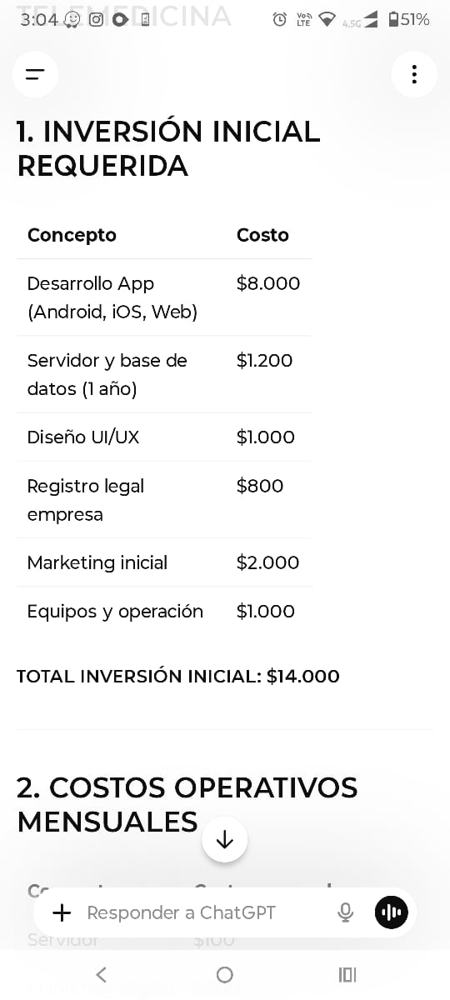 TELEMEDICINA
3:04
VoLTE
4.5G
51%
1. INVERSIÓN INICIAL
REQUERIDA
Concepto Costo
Desarrollo App $8.000
(Android, iOS, Web)
Servidor y base de $1.200
datos (1 año)
Diseño UI/UX $1.000
Registro legal $800
empresa
Marketing inicial $2.000
Equipos y operación $1.000
TOTAL INVERSIÓN INICIAL: $14.000
2. COSTOS OPERATIVOS
MENSUALES
Responder a ChatGPT
Servidor $100